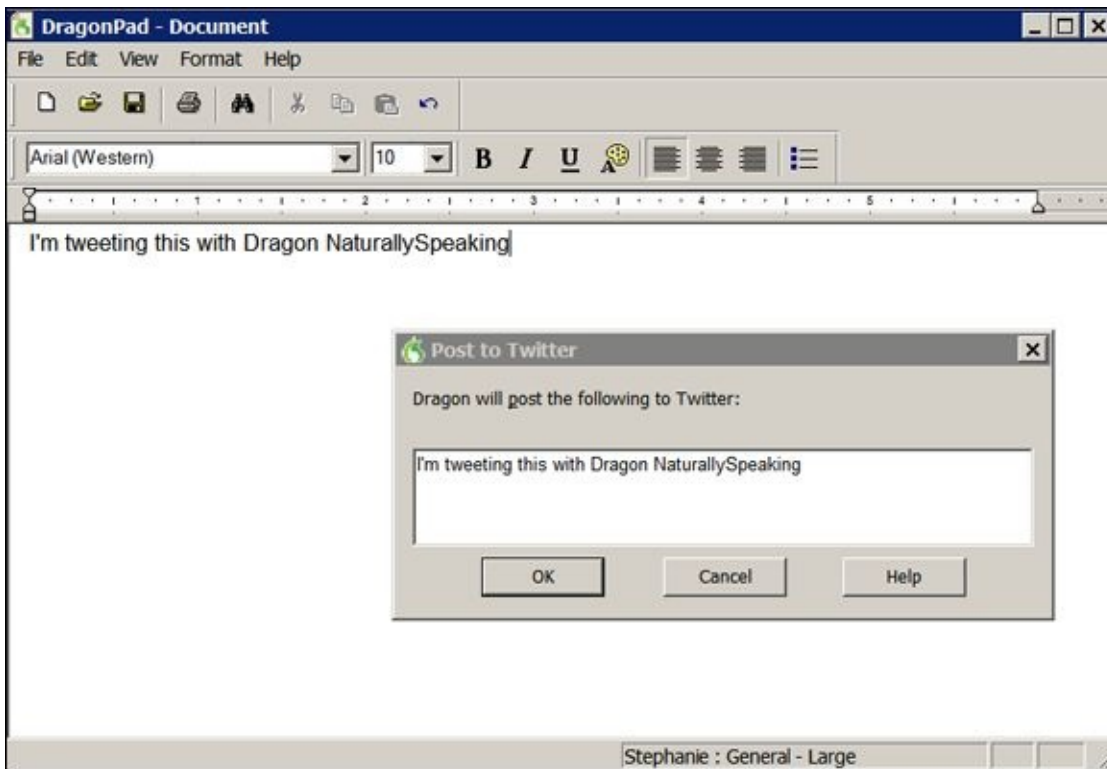 DragonPad - Document
File Edit View Format Help
Arial (Western) 10 B I U A
1 2 3 4 5
I'm tweeting this with Dragon NaturallySpeaking
Post to Twitter
Dragon will post the following to Twitter:
I'm tweeting this with Dragon NaturallySpeaking
OK Cancel Help
Stephanie : General - Large